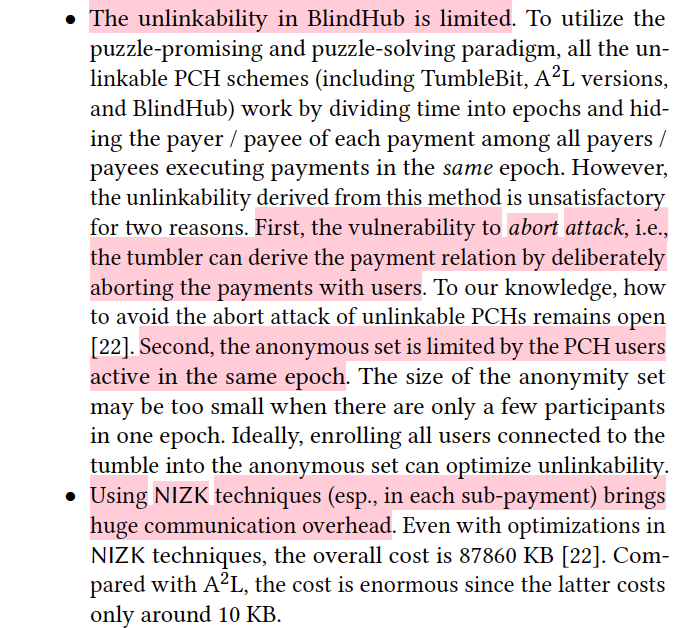 • The unlinkability in BlindHub is limited. To utilize the
puzzle-promising and puzzle-solving paradigm, all the un-
linkable PCH schemes (including TumbleBit, A²L versions,
and BlindHub) work by dividing time into epochs and hid-
ing the payer / payee of each payment among all payers /
payees executing payments in the same epoch. However,
the unlinkability derived from this method is unsatisfactory
for two reasons. First, the vulnerability to abort attack, i.e.,
the tumbler can derive the payment relation by deliberately
aborting the payments with users. To our knowledge, how
to avoid the abort attack of unlinkable PCHs remains open
[22]. Second, the anonymous set is limited by the PCH users
active in the same epoch. The size of the anonymity set
may be too small when there are only a few participants
in one epoch. Ideally, enrolling all users connected to the
tumble into the anonymous set can optimize unlinkability.
• Using NIZK techniques (esp., in each sub-payment) brings
huge communication overhead. Even with optimizations in
NIZK techniques, the overall cost is 87860 KB [22]. Com-
pared with A²L, the cost is enormous since the latter costs
only around 10 KB.